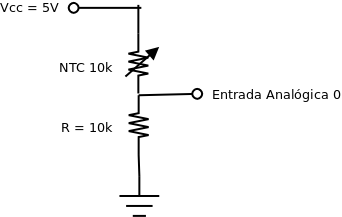 Vcc = 5V
NTC 10k
Entrada Analógica 0
R = 10k